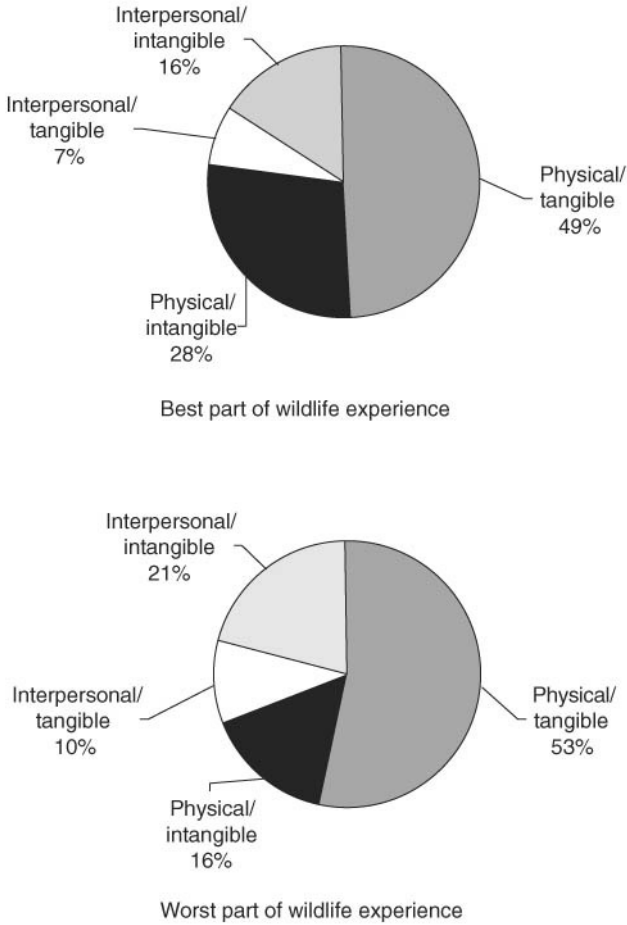 Interpersonal/
intangible
16%
Interpersonal/
tangible
7%
Physical/
tangible
49%
Physical/
intangible
28%
Best part of wildlife experience
Interpersonal/
intangible
21%
Interpersonal/
tangible
10%
Physical/
tangible
53%
Physical/
intangible
16%
Worst part of wildlife experience